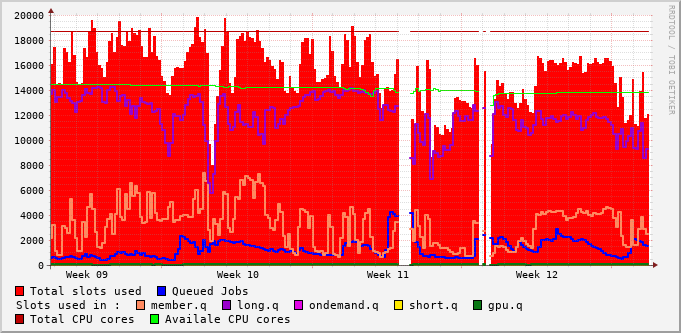 20000
18000
16000
14000
12000
10000
8000
6000
4000
2000
0
Week 09 Week 10 Week 11 Week 12
RRDTOOL / TOBI OETIKER
Total slots used Queued Jobs
Slots used in : member.q long.q ondemand.q short.q gpu.q
Total CPU cores Availale CPU cores